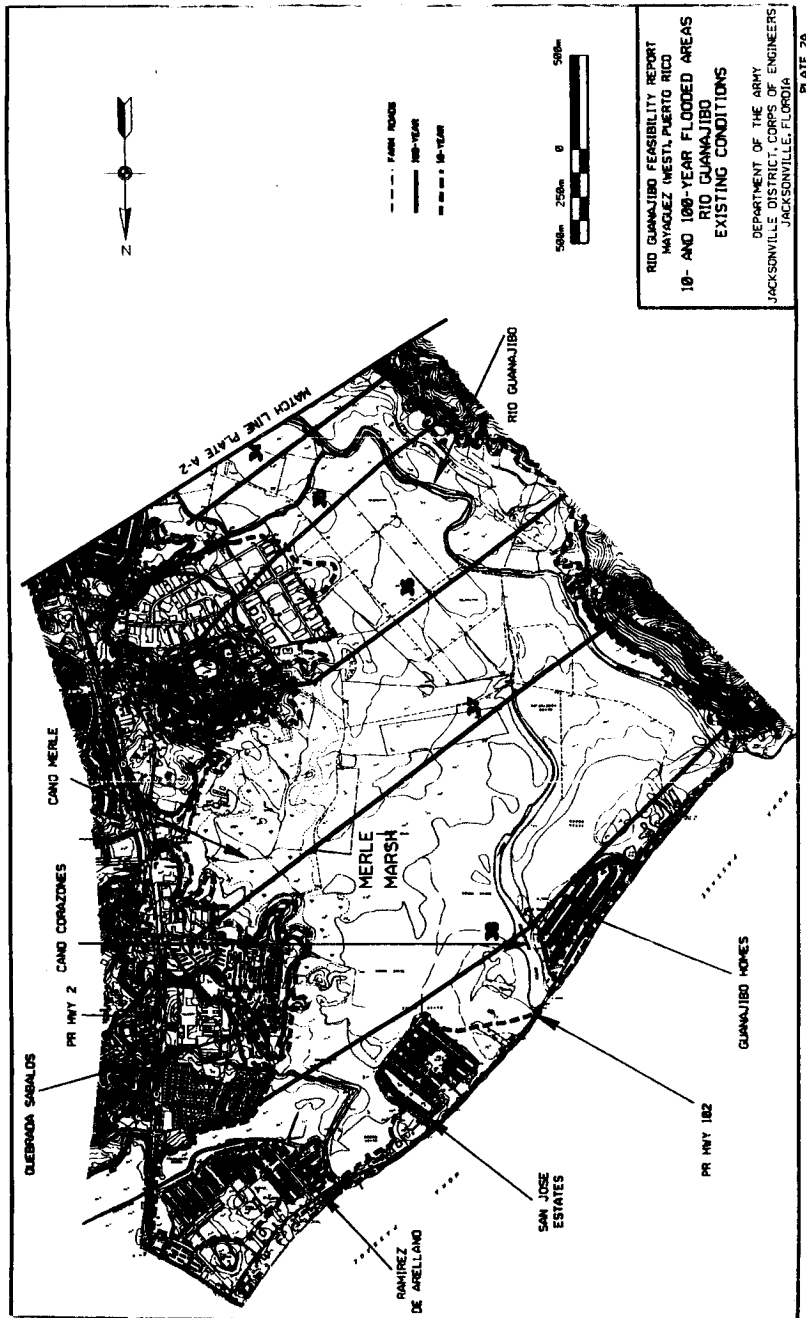 QUEBRADA SABALOS
PR HWY 2
CANO CORAZONES
CANO MERLE
MATCH LINE PLATE A-2
RIO GUANAJIBO
MERLE
MARSH
RAMIREZ
DE ARELLANO
SAN JOSE
ESTATES
PR HWY 102
GUANAJIBO HOMES
N
FARM ROADS
100-YEAR
10-YEAR
500m 250m 0 500m
RIO GUANAJIBO FEASIBILITY REPORT
MAYAGUEZ (WEST), PUERTO RICO
10- AND 100-YEAR FLOODED AREAS
RIO GUANAJIBO
EXISTING CONDITIONS
DEPARTMENT OF THE ARMY
JACKSONVILLE DISTRICT, CORPS OF ENGINEERS
JACKSONVILLE, FLORDIA
PLATE 2A